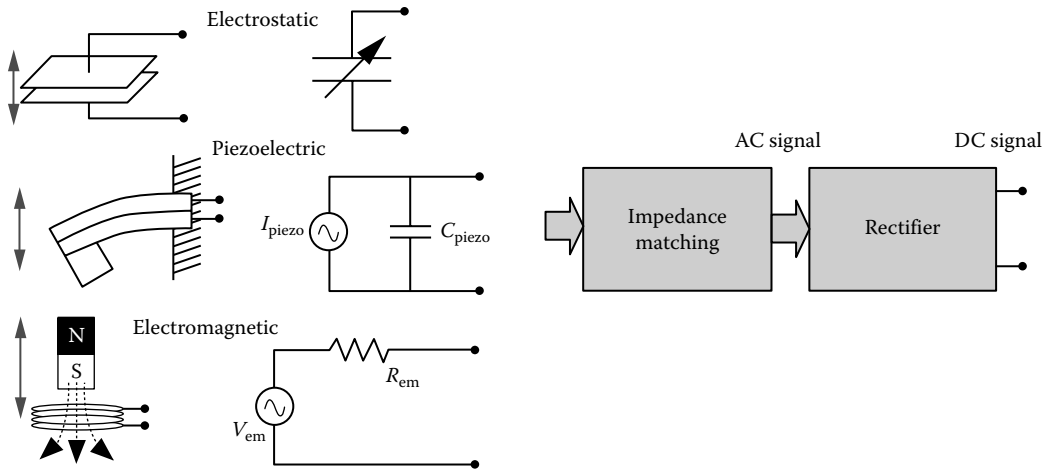 Electrostatic
Piezoelectric
I_piezo
C_piezo
N
S
Electromagnetic
R_em
V_em
AC signal
DC signal
Impedance
matching
Rectifier